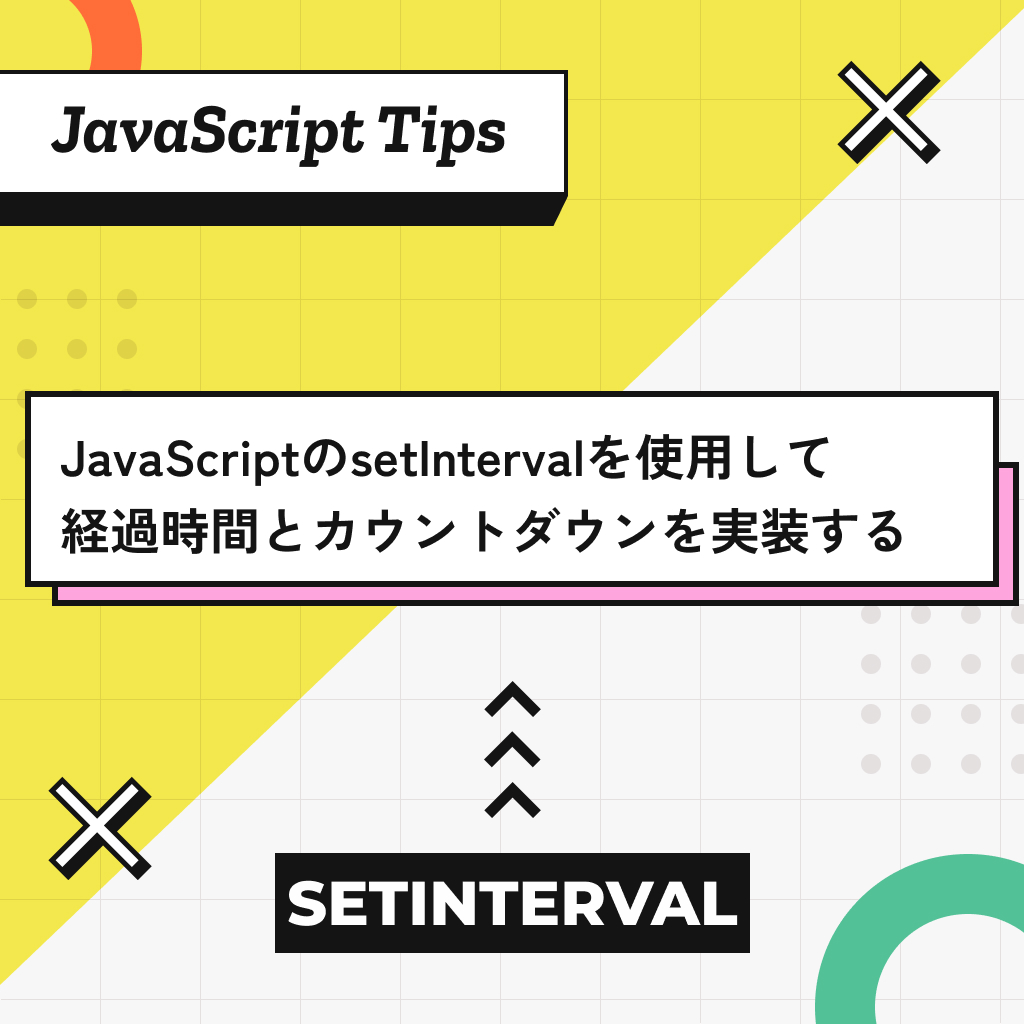 JavaScript Tips
JavaScriptのsetIntervalを使用して
経過時間とカウントダウンを実装する
SETINTERVAL